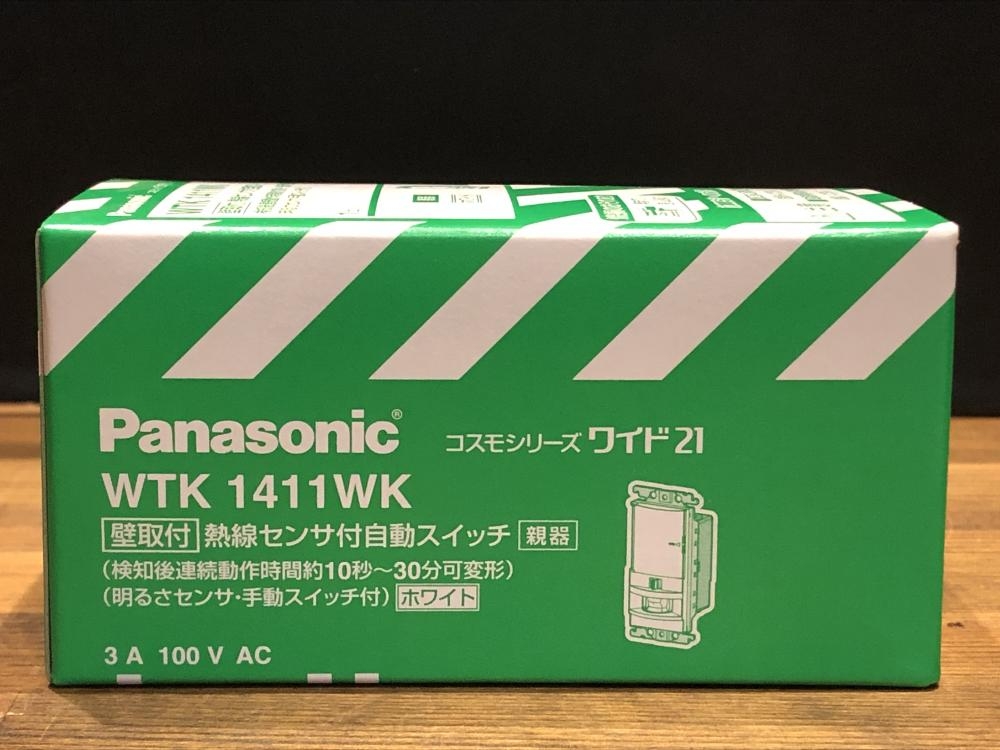 Panasonic
WTK 1411WK
Panasonic® コスモシリーズ ワイド21
WTK 1411WK
壁取付 熱線センサ付自動スイッチ 親器
(検知後連続動作時間約10秒～30分可変形)
(明るさセンサ・手動スイッチ付) ホワイト
3 A 100 V AC